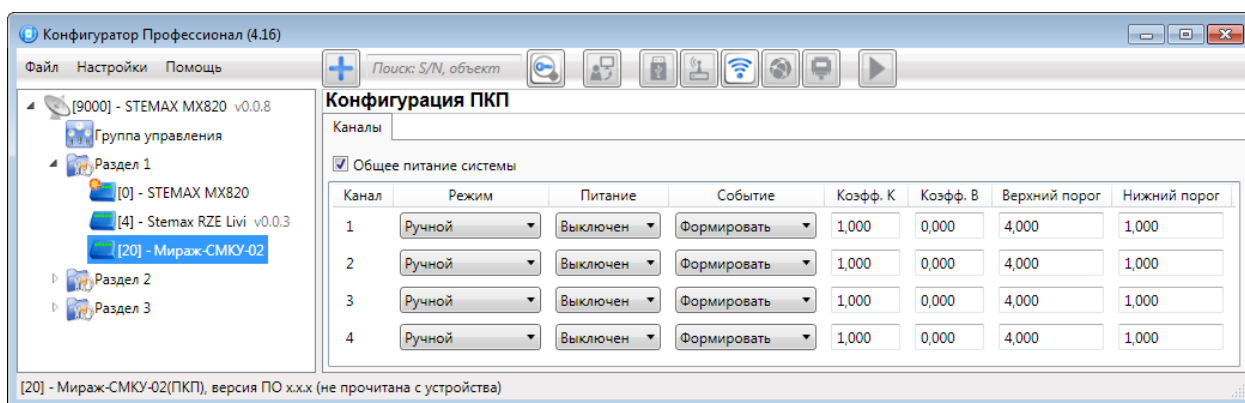 Конфигуратор Профессионал (4.16)
Файл Настройки Помощь
Поиск: S/N, объект
[9000] - STEMAX MX820 v0.0.8
Группа управления
Раздел 1
[0] - STEMAX MX820
[4] - Stemax RZE Livi v0.0.3
[20] - Мираж-СМКУ-02
Раздел 2
Раздел 3
Конфигурация ПКП
Каналы
Общее питание системы
Канал Режим Питание Событие Коэфф. К Коэфф. В Верхний порог Нижний порог
1 Ручной Выключен Формировать 1,000 0,000 4,000 1,000
2 Ручной Выключен Формировать 1,000 0,000 4,000 1,000
3 Ручной Выключен Формировать 1,000 0,000 4,000 1,000
4 Ручной Выключен Формировать 1,000 0,000 4,000 1,000
[20] - Мираж-СМКУ-02(ПКП), версия ПО x.x.x (не прочитана с устройства)